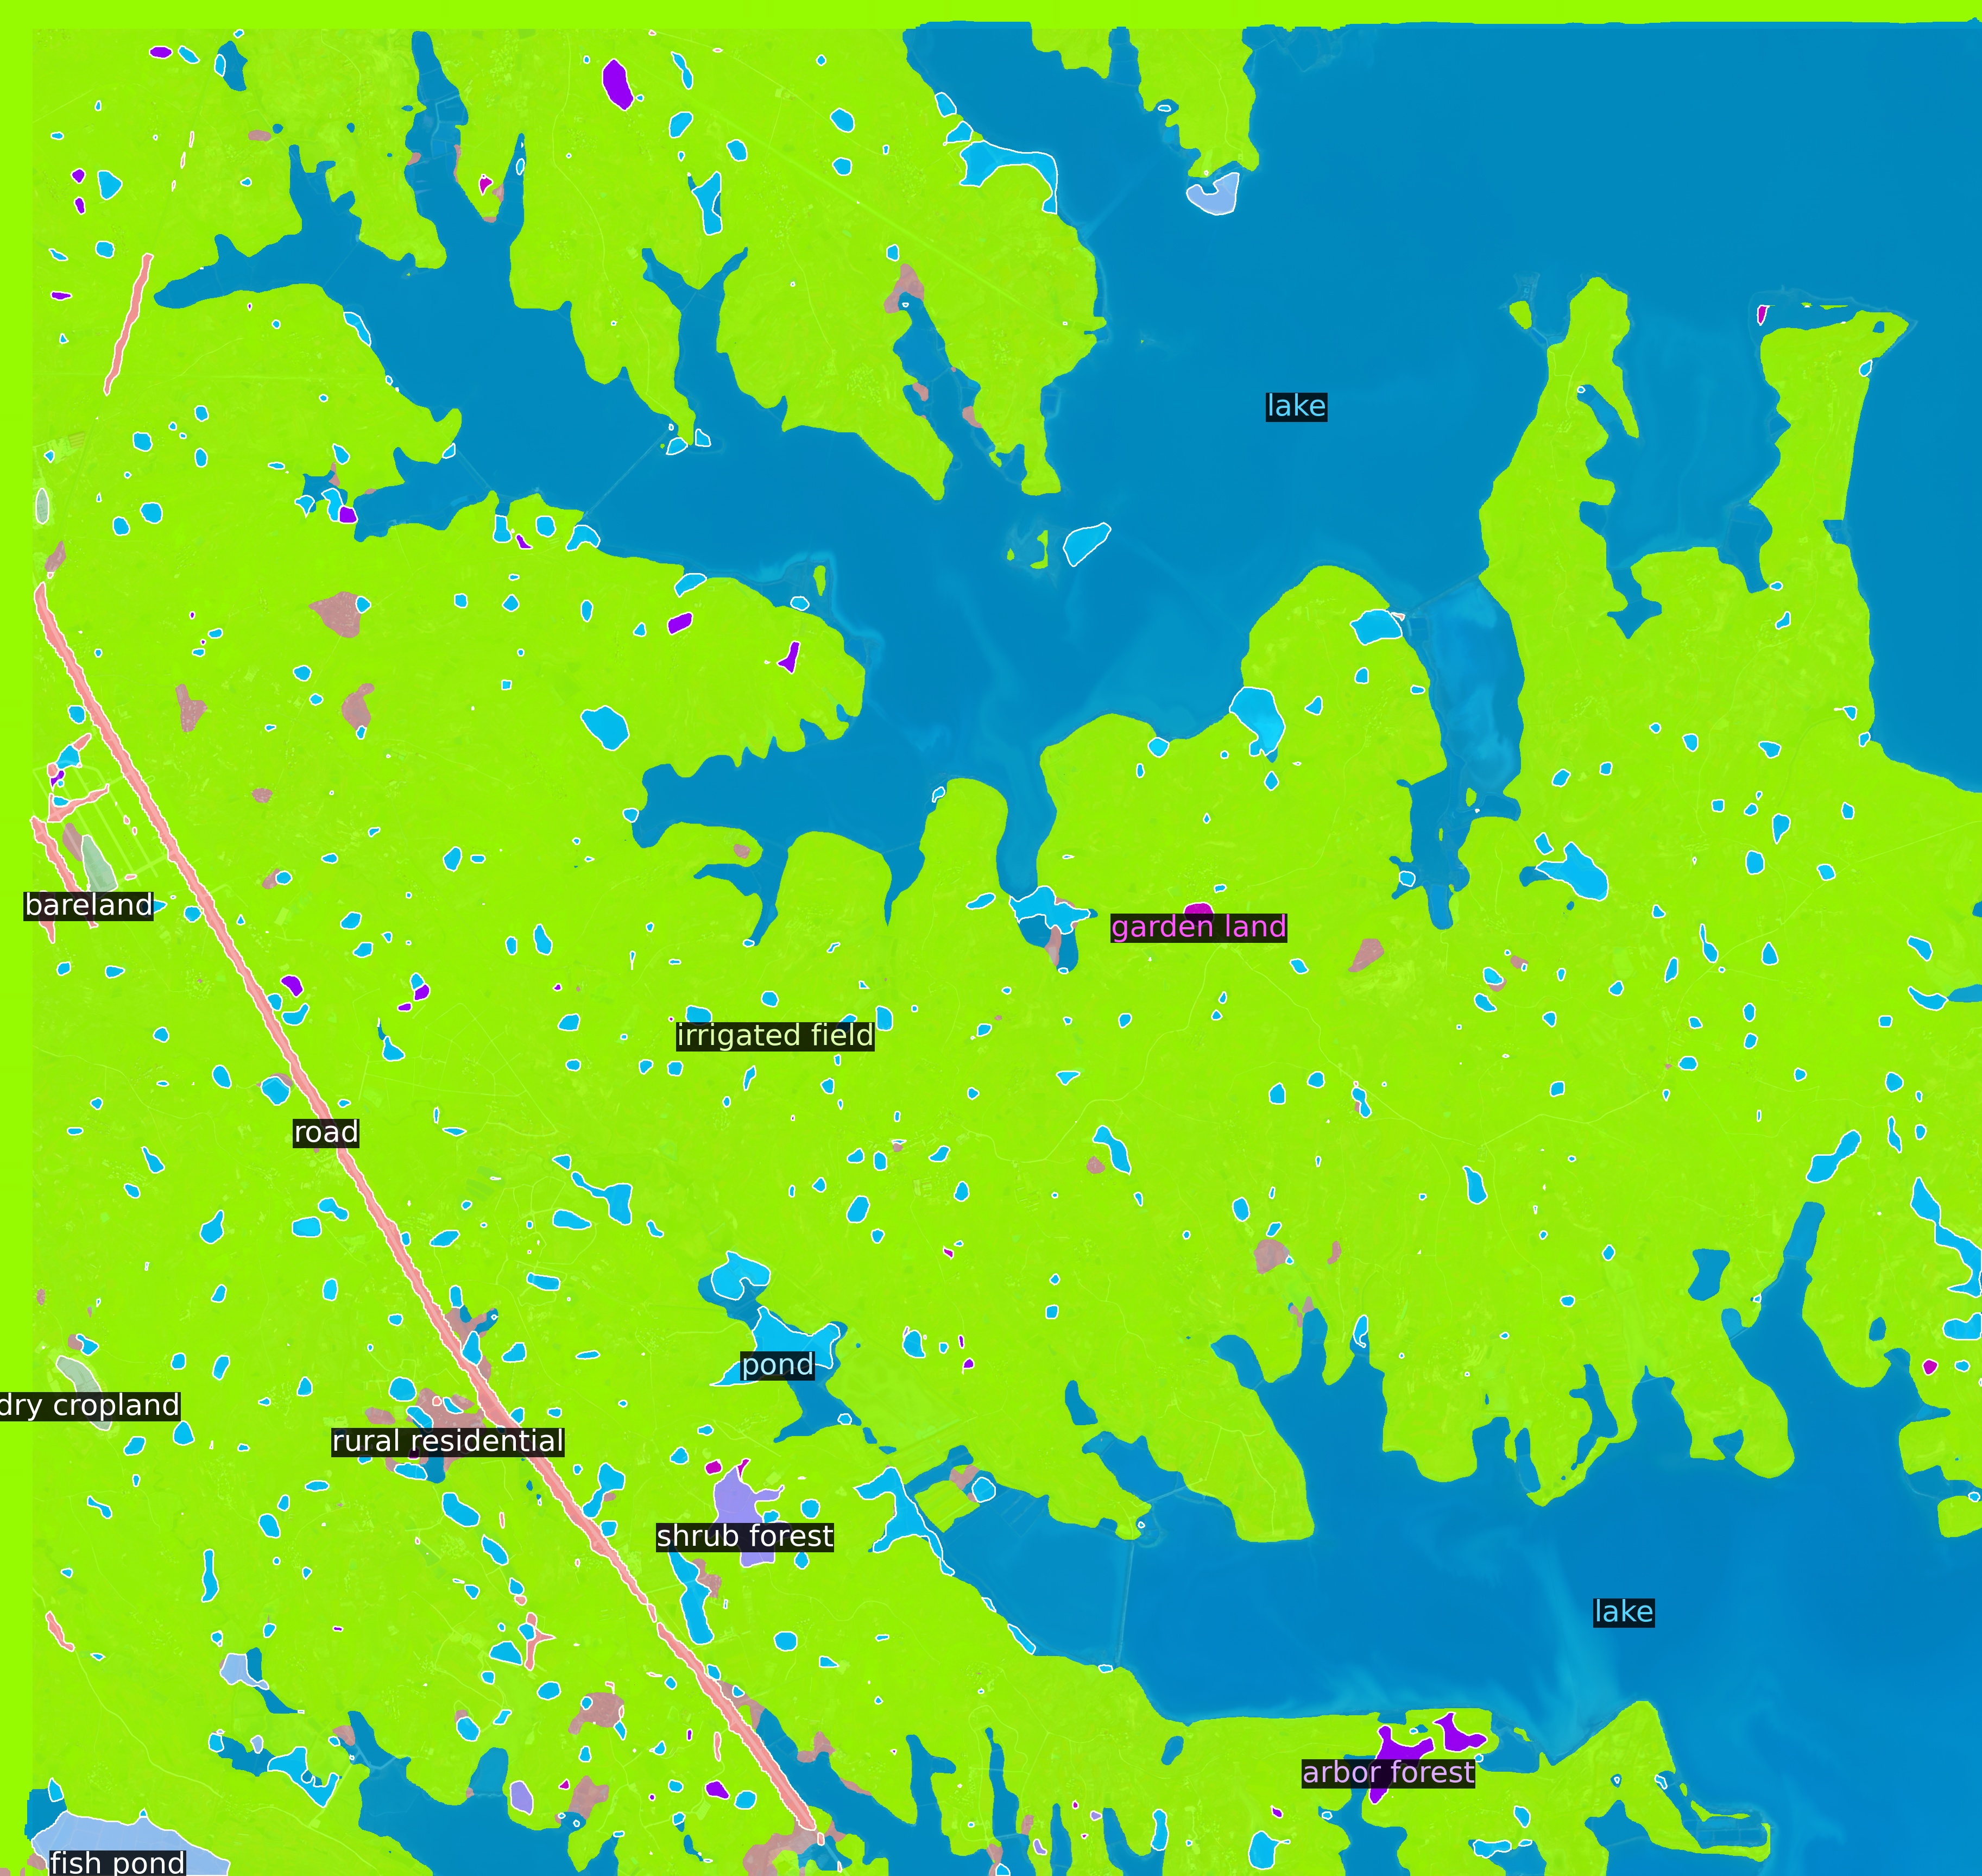 lake
bareland
garden land
irrigated field
road
pond
dry cropland
rural residential
shrub forest
lake
arbor forest
fish pond